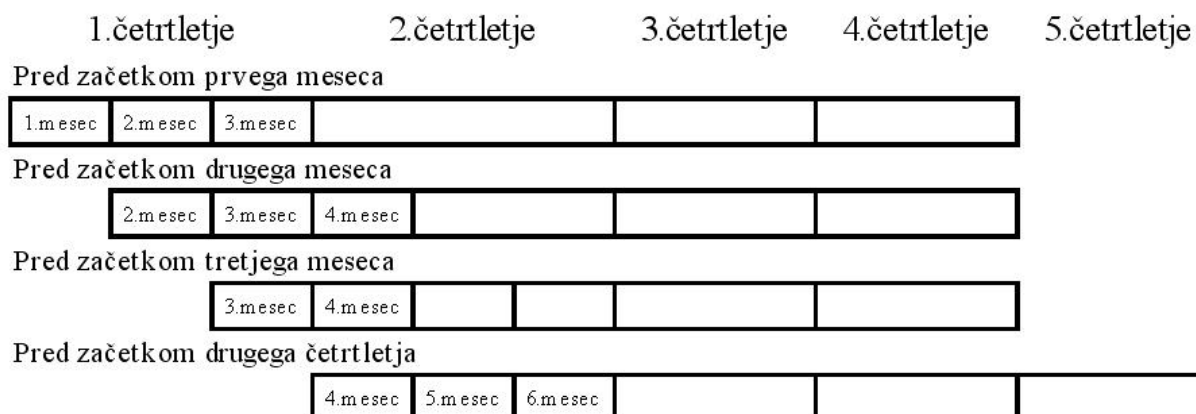 1.četrtletje 2.četrtletje 3.četrtletje 4.četrtletje 5.četrtletje
Pred začetkom prvega meseca
1.mesec 2.mesec 3.mesec
Pred začetkom drugega meseca
2.mesec 3.mesec 4.mesec
Pred začetkom tretjega meseca
3.mesec 4.mesec
Pred začetkom drugega četrtletja
4.mesec 5.mesec 6.mesec